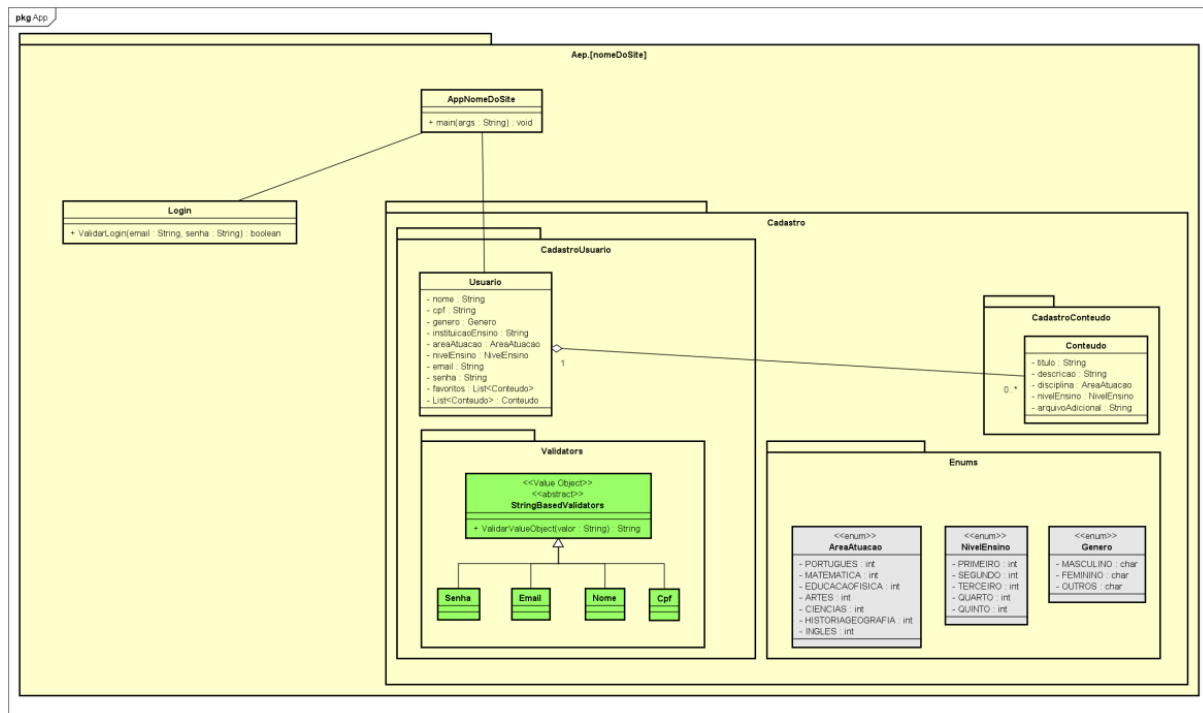 pkg App
Aep.[nomeDoSite]
AppNomeDoSite
+ main(args : String) : void
Login
+ ValidarLogin(email : String, senha : String) : boolean
Cadastro
CadastroUsuario
Usuario
- nome : String
- cpf : String
- genero : Genero
- instituicaoEnsino : String
- areaAtuacao : AreaAtuacao
- nivelEnsino : NivelEnsino
- email : String
- senha : String
- favoritos : List<Conteudo>
- List<Conteudo> : Conteudo
1
0..*
CadastroConteudo
Conteudo
- titulo : String
- descricao : String
- disciplina : AreaAtuacao
- nivelEnsino : NivelEnsino
- arquivoAdicional : String
Validators
<<Value Object>>
<<abstract>>
StringBasedValidators
+ ValidarValueObject(valor : String) : String
Senha
Email
Nome
Cpf
Enums
<<enum>>
AreaAtuacao
- PORTUGUES : int
- MATEMATICA : int
- EDUCACAOFISICA : int
- ARTES : int
- CIENCIAS : int
- HISTORIAGEOGRAFIA : int
- INGLES : int
<<enum>>
NivelEnsino
- PRIMEIRO : int
- SEGUNDO : int
- TERCEIRO : int
- QUARTO : int
- QUINTO : int
<<enum>>
Genero
- MASCULINO : char
- FEMININO : char
- OUTROS : char